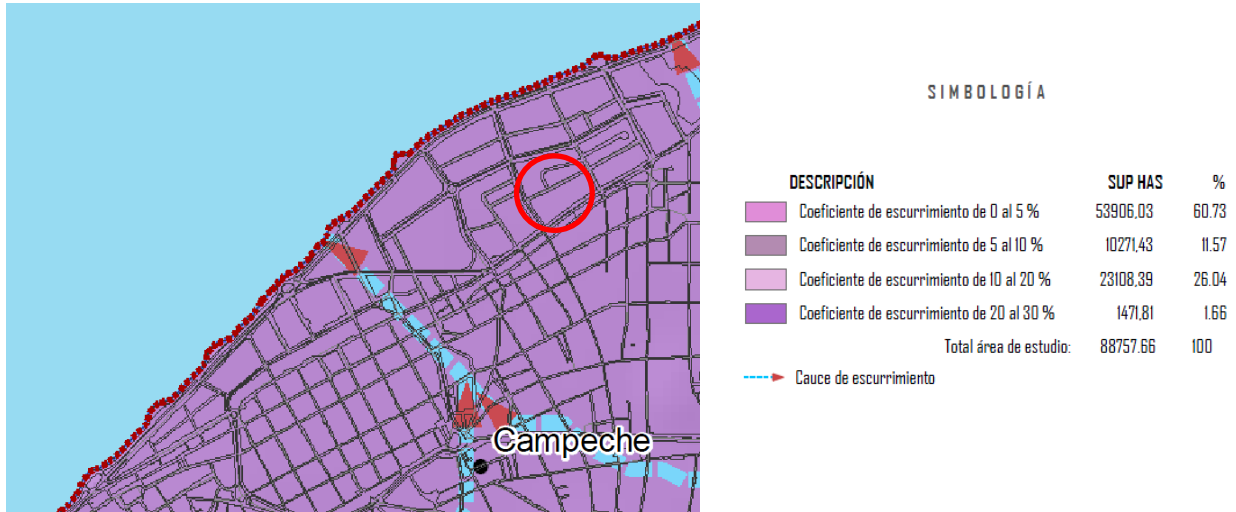 Campeche
SIMBOLOGÍA
DESCRIPCIÓN SUP HAS %
Coeficiente de escurrimiento de 0 al 5 % 53906,03 60.73
Coeficiente de escurrimiento de 5 al 10 % 10271,43 11.57
Coeficiente de escurrimiento de 10 al 20 % 23108,39 26.04
Coeficiente de escurrimiento de 20 al 30 % 1471,81 1.66
Total área de estudio: 88757.66 100
Cauce de escurrimiento